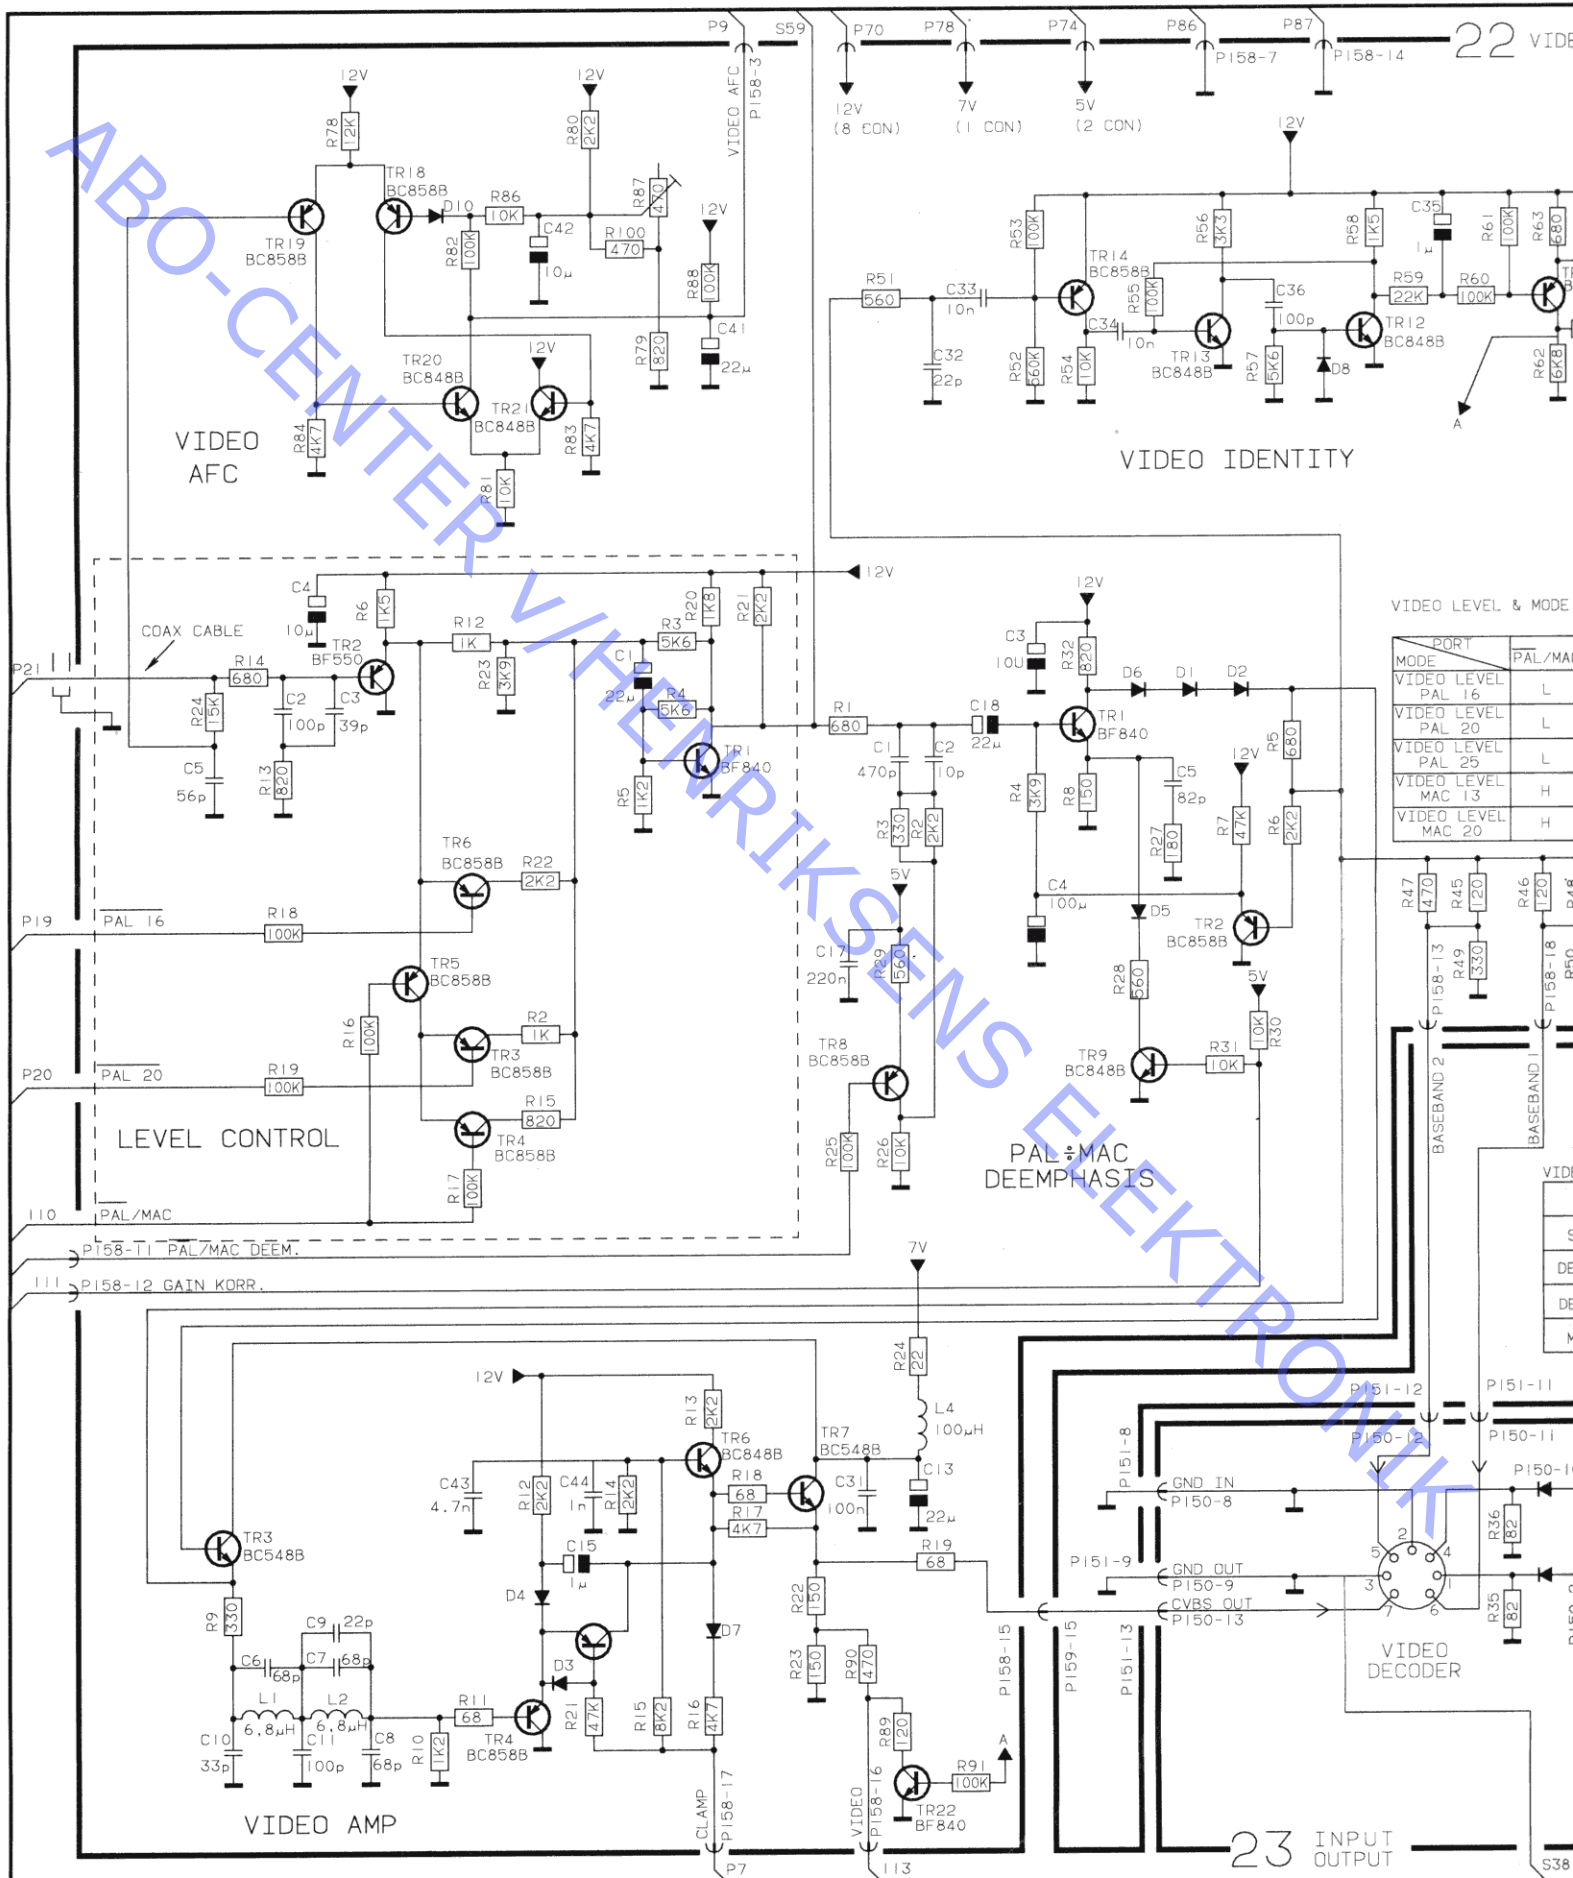 P9
S59
P70
P78
P74
P86
P87
22 VIDE
P158-3
VIDEO AFC
P158-7
P158-14
12V
(8 CON)
7V
(1 CON)
5V
(2 CON)
12V
12V
R78
12K
R80
2K2
TR18
BC858B
D10
R86
10K
R87
470
12V
TR19
BC858B
R82
100K
C42
10µ
R100
470
R88
100K
R79
820
C41
22µ
TR20
BC848B
12V
TR21
BC848B
R84
4K7
R83
4K7
R81
10K
VIDEO
AFC
12V
R53
100K
R56
3K3
R58
1K5
C35
1µ
R61
100K
R63
680
TR14
BC858B
R51
560
C33
10n
R55
100K
C36
100p
R59
22K
R60
100K
C34
10n
TR13
BC848B
TR12
BC848B
C32
22p
R52
560K
R54
10K
R57
5K6
D8
R62
6K8
A
VIDEO IDENTITY
12V
C4
10µ
R6
1K5
R20
1K8
R21
2K2
COAX CABLE
P21
TR2
BF550
R12
1K
R3
5K6
R14
680
R23
3K9
C1
22µ
R4
5K6
R24
15K
C2
100p
C3
39p
C5
56p
R13
820
R5
1K2
TR1
BF840
TR6
BC858B
R22
2K2
P19
PAL 16
R18
100K
TR5
BC858B
R16
100K
R2
1K
TR3
BC858B
P20
PAL 20
R19
100K
R15
820
TR4
BC858B
R17
100K
LEVEL CONTROL
110
PAL/MAC
P158-11 PAL/MAC DEEM.
111
P158-12 GAIN KORR.
12V
C3
10U
R32
820
D6
D1
D2
R1
680
C18
22µ
TR1
BF840
R5
680
C1
470p
C2
10p
R4
3K9
R8
150
C5
82p
12V
R7
47K
R6
2K2
R3
330
R2
2K2
R27
180
5V
C4
100µ
D5
TR2
BC858B
C17
220n
R29
560
R28
560
5V
R30
10K
TR8
BC858B
TR9
BC848B
R31
10K
R25
100K
R26
10K
PAL÷MAC
DEEMPHASIS
VIDEO LEVEL & MODE
PORT
MODE
PAL/MA
VIDEO LEVEL
PAL 16
L
VIDEO LEVEL
PAL 20
L
VIDEO LEVEL
PAL 25
L
VIDEO LEVEL
MAC 13
H
VIDEO LEVEL
MAC 20
H
R47
470
R45
120
R46
120
R48
P158-13
R49
330
P158-18
R50
BASEBAND 2
BASEBAND 1
VIDE
S
DE
DE
M
7V
R24
22
L4
100µH
12V
R13
2K2
TR6
BC848B
TR7
BC548B
C43
4.7n
R12
2K2
C44
1n
R14
2K2
R18
68
R17
4K7
C31
100n
C13
22µ
TR3
BC548B
C15
1µ
R19
68
D4
R9
330
R22
150
C9
22p
C6
68p
C7
68p
D7
D3
R23
150
R90
470
L1
6,8µH
L2
6,8µH
R11
68
TR4
BC858B
R21
47K
R15
8K2
R16
4K7
R89
120
C10
33p
C11
100p
C8
68p
R10
1K2
A
R91
100K
TR22
BF840
VIDEO AMP
CLAMP
P158-17
P7
VIDEO
P158-16
113
P158-15
P159-15
P151-13
P151-12
P151-11
P151-8
P150-12
P150-11
GND IN
P150-8
P150-1
R36
82
P151-9
GND OUT
P150-9
CVBS OUT
P150-13
2
5
4
3
1
7
6
R35
82
VIDEO
DECODER
23 INPUT
OUTPUT
S38
ABO-CENTER v/HENRIKSENS ELEKTRONIK